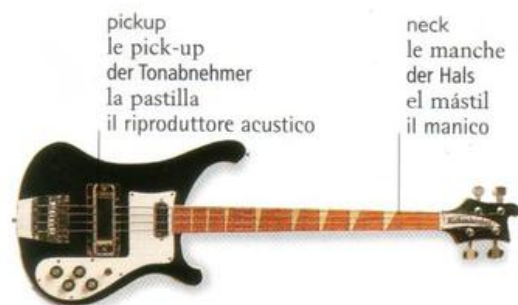 pickup
le pick-up
der Tonabnehmer
la pastilla
il riproduttore acustico
neck
le manche
der Hals
el mástil
il manico